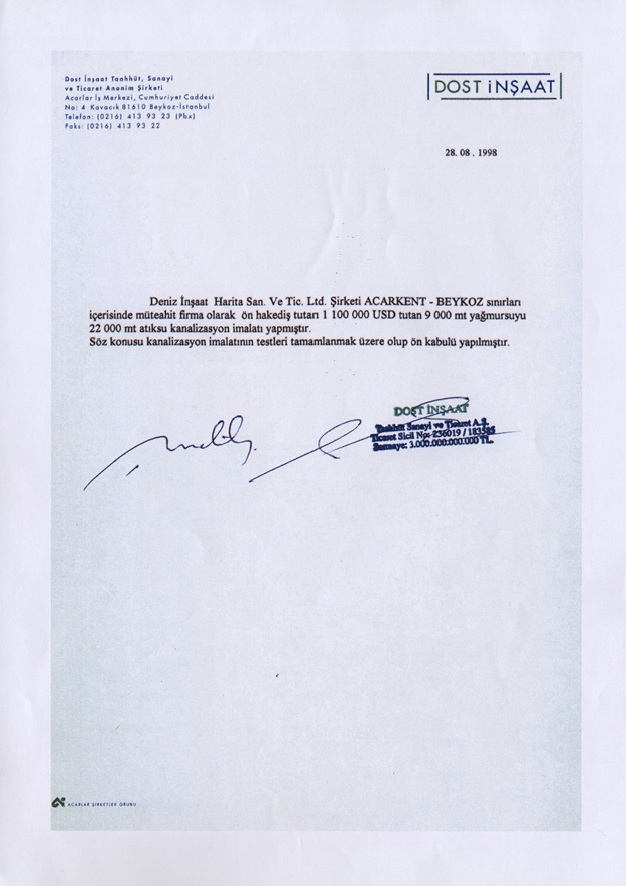 Dost İnşaat Taahhüt, Sanayi
ve Ticaret Anonim Şirketi
Acarlar İş Merkezi, Cumhuriyet Caddesi
No: 4 Kavacık 81610 Beykoz-İstanbul
Telefon: (0216) 413 93 23 (Pb.x)
Faks: (0216) 413 93 22
DOST İNŞAAT
28. 08 . 1998
Deniz İnşaat Harita San. Ve Tic. Ltd. Şirketi ACARKENT - BEYKOZ sınırları
içerisinde müteahit firma olarak ön hakediş tutarı 1 100 000 USD tutan 9 000 mt yağmursuyu
22 000 mt atıksu kanalizasyon imalatı yapmıştır.
Söz konusu kanalizasyon imalatının testleri tamamlanmak üzere olup ön kabulü yapılmıştır.
DOST İNŞAAT
Taahhüt Sanayi ve Ticaret A.Ş.
Ticaret Sicil No: 236019 / 183585
Sermaye: 3.000.000.000.000 TL.
ACARLAR ŞİRKETLER GRUBU